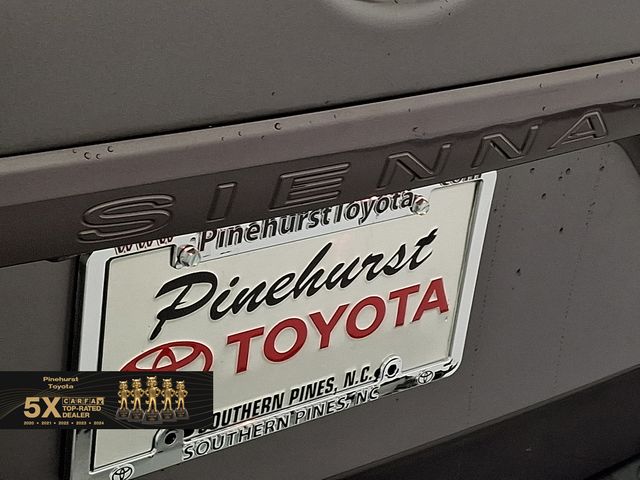 SIENNA
www.PinehurstToyota.com
Pinehurst
TOYOTA
SOUTHERN PINES, N.C.
SOUTHERN PINES, NC
Pinehurst
Toyota
5X CARFAX
TOP-RATED
DEALER
2020 • 2021 • 2022 • 2023 • 2024